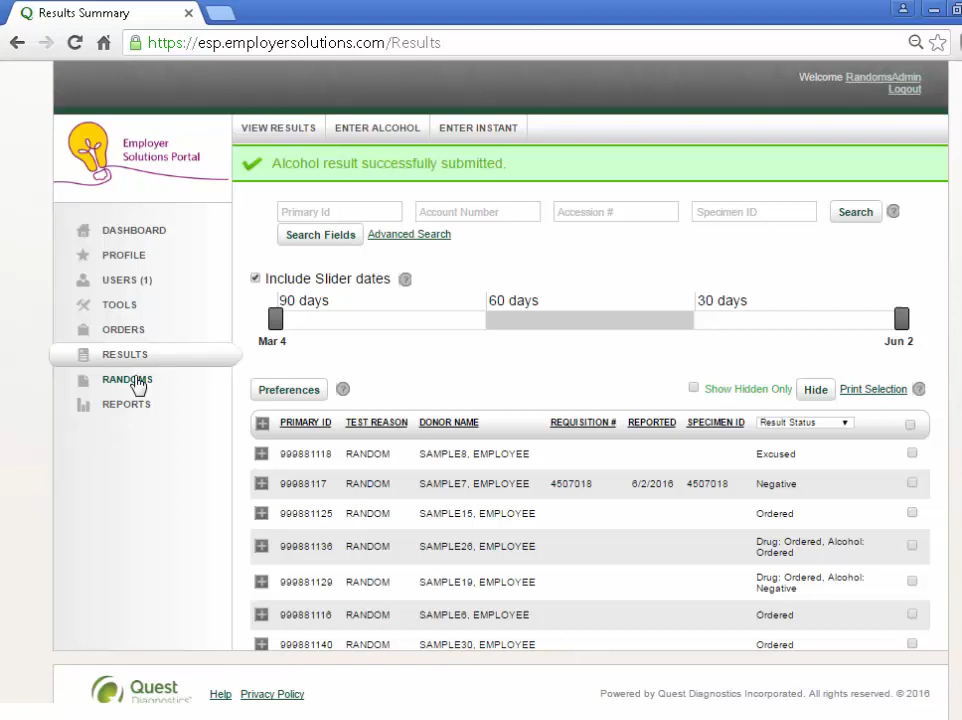 Results Summary
https://esp.employersolutions.com/Results
Welcome RandomsAdmin
Logout
Employer
Solutions Portal
VIEW RESULTS ENTER ALCOHOL ENTER INSTANT
Alcohol result successfully submitted.
Primary Id Account Number Accession # Specimen ID Search ?
Search Fields Advanced Search
DASHBOARD
PROFILE
USERS (1)
TOOLS
ORDERS
RESULTS
RANDOMS
REPORTS
Include Slider dates ?
90 days 60 days 30 days
Mar 4 Jun 2
Preferences ? Show Hidden Only Hide Print Selection ?
PRIMARY ID TEST REASON DONOR NAME REQUISITION # REPORTED SPECIMEN ID Result Status
999881118 RANDOM SAMPLE8, EMPLOYEE Excused
99988117 RANDOM SAMPLE7, EMPLOYEE 4507018 6/2/2016 4507018 Negative
999881125 RANDOM SAMPLE15, EMPLOYEE Ordered
999881136 RANDOM SAMPLE26, EMPLOYEE Drug: Ordered, Alcohol:
Ordered
999881129 RANDOM SAMPLE19, EMPLOYEE Drug: Ordered, Alcohol:
Negative
999881116 RANDOM SAMPLE6, EMPLOYEE Ordered
999881140 RANDOM SAMPLE30, EMPLOYEE Ordered
Quest
Diagnostics
Help Privacy Policy
Powered by Quest Diagnostics Incorporated. All rights reserved. © 2016